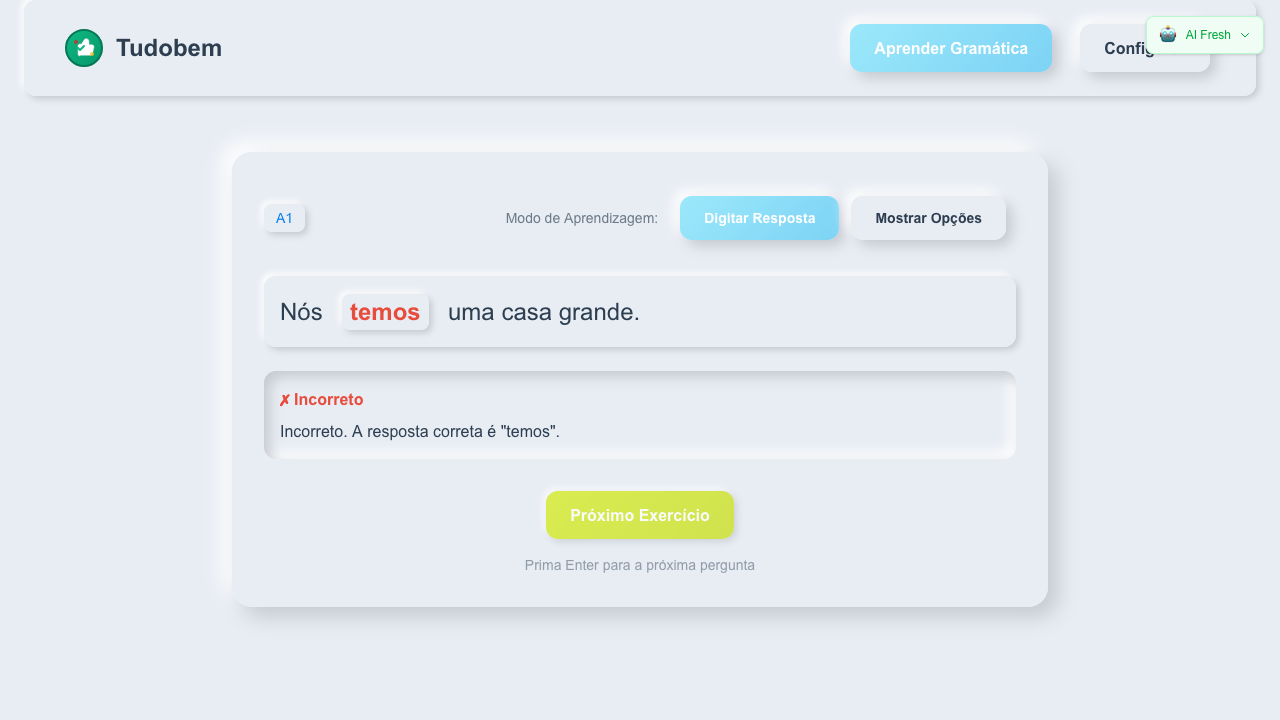 Tudobem
Aprender Gramática
Config
AI Fresh
A1
Modo de Aprendizagem:
Digitar Resposta
Mostrar Opções
Nós temos uma casa grande.
✗ Incorreto
Incorreto. A resposta correta é "temos".
Próximo Exercício
Prima Enter para a próxima pergunta